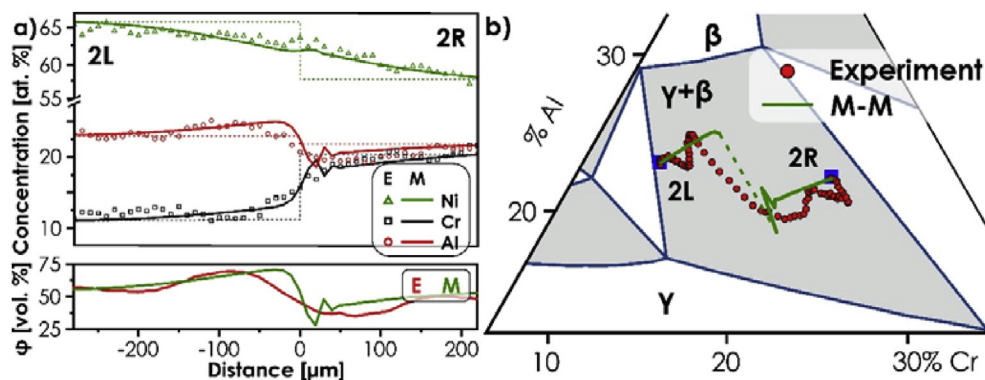 a)
Concentration [at. %]
65
60
55
20
10
2L
2R
E M
Ni
Cr
Al
φ [vol. %]
75
50
25
E M
-200
-100
0
100
200
Distance [µm]
b)
% Al
30
20
β
γ+β
γ
Experiment
M-M
2L
2R
10
20
30% Cr